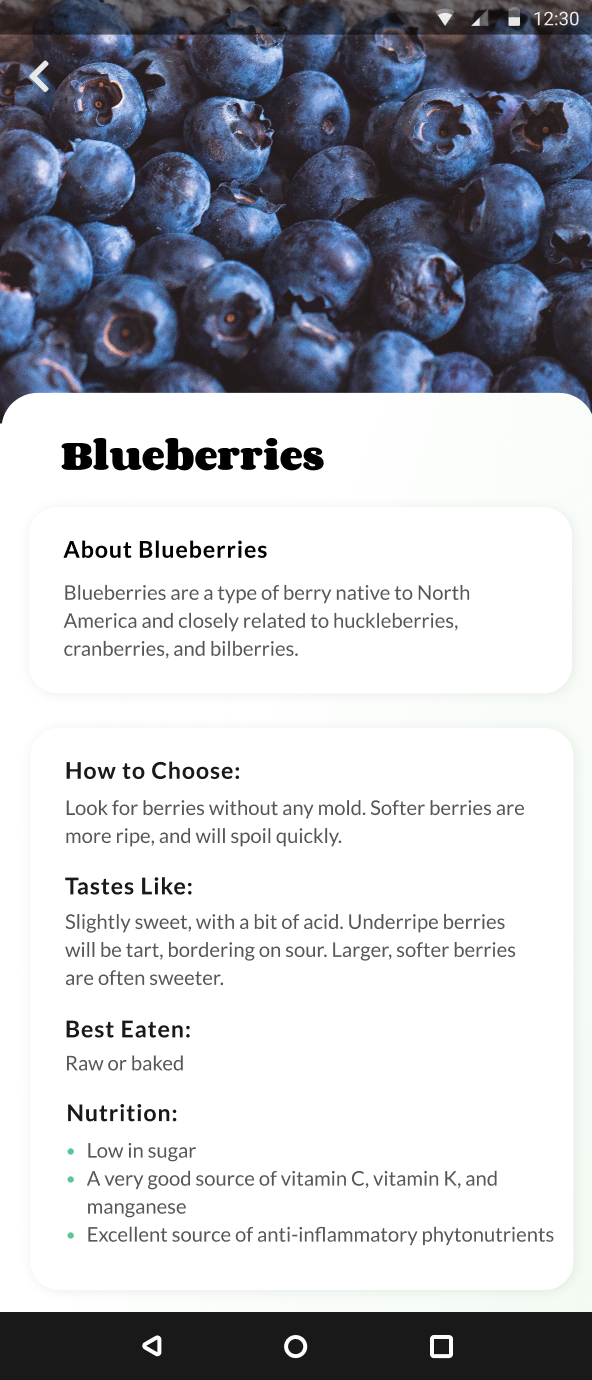 12:30
Blueberries
About Blueberries
Blueberries are a type of berry native to North
America and closely related to huckleberries,
cranberries, and bilberries.
How to Choose:
Look for berries without any mold. Softer berries are
more ripe, and will spoil quickly.
Tastes Like:
Slightly sweet, with a bit of acid. Underripe berries
will be tart, bordering on sour. Larger, softer berries
are often sweeter.
Best Eaten:
Raw or baked
Nutrition:
• Low in sugar
• A very good source of vitamin C, vitamin K, and
manganese
• Excellent source of anti-inflammatory phytonutrients